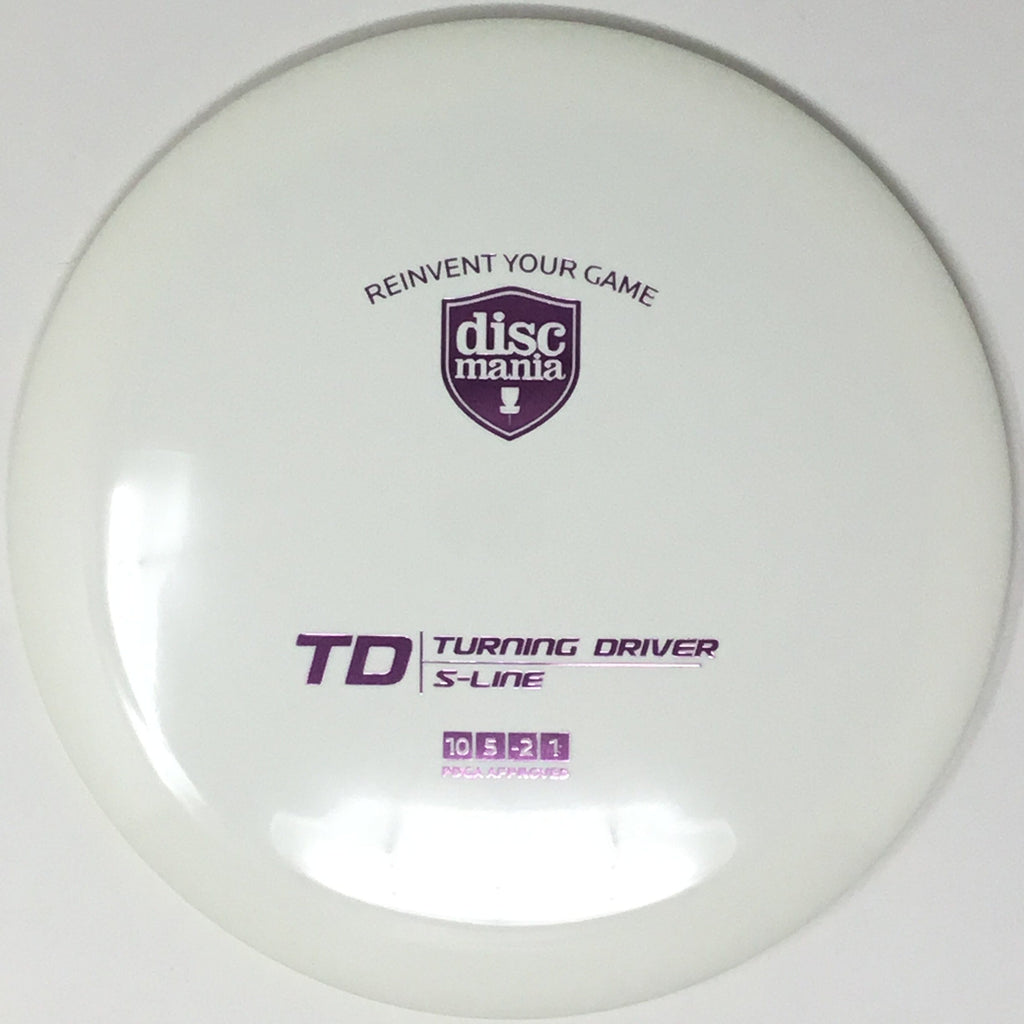 REINVENT YOUR GAME
disc
mania
TD
TURNING DRIVER
S-LINE
10 5 -2 1
PDGA APPROVED